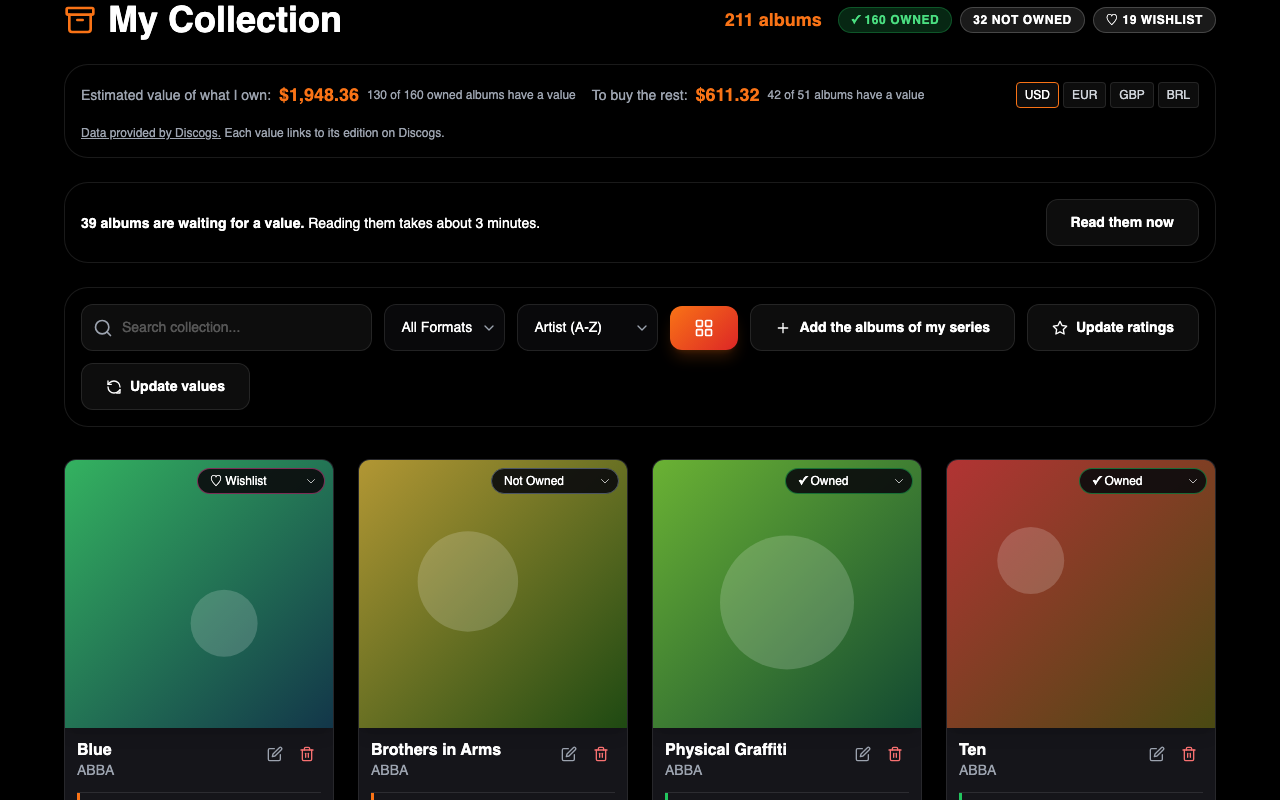 My Collection
211 albums ✓ 160 OWNED 32 NOT OWNED ♡ 19 WISHLIST
Estimated value of what I own: $1,948.36 130 of 160 owned albums have a value To buy the rest: $611.32 42 of 51 albums have a value USD EUR GBP BRL
Data provided by Discogs. Each value links to its edition on Discogs.
39 albums are waiting for a value. Reading them takes about 3 minutes. Read them now
Search collection... All Formats Artist (A-Z) + Add the albums of my series Update ratings
Update values
♡ Wishlist Not Owned ✓ Owned ✓ Owned
Blue Brothers in Arms Physical Graffiti Ten
ABBA ABBA ABBA ABBA